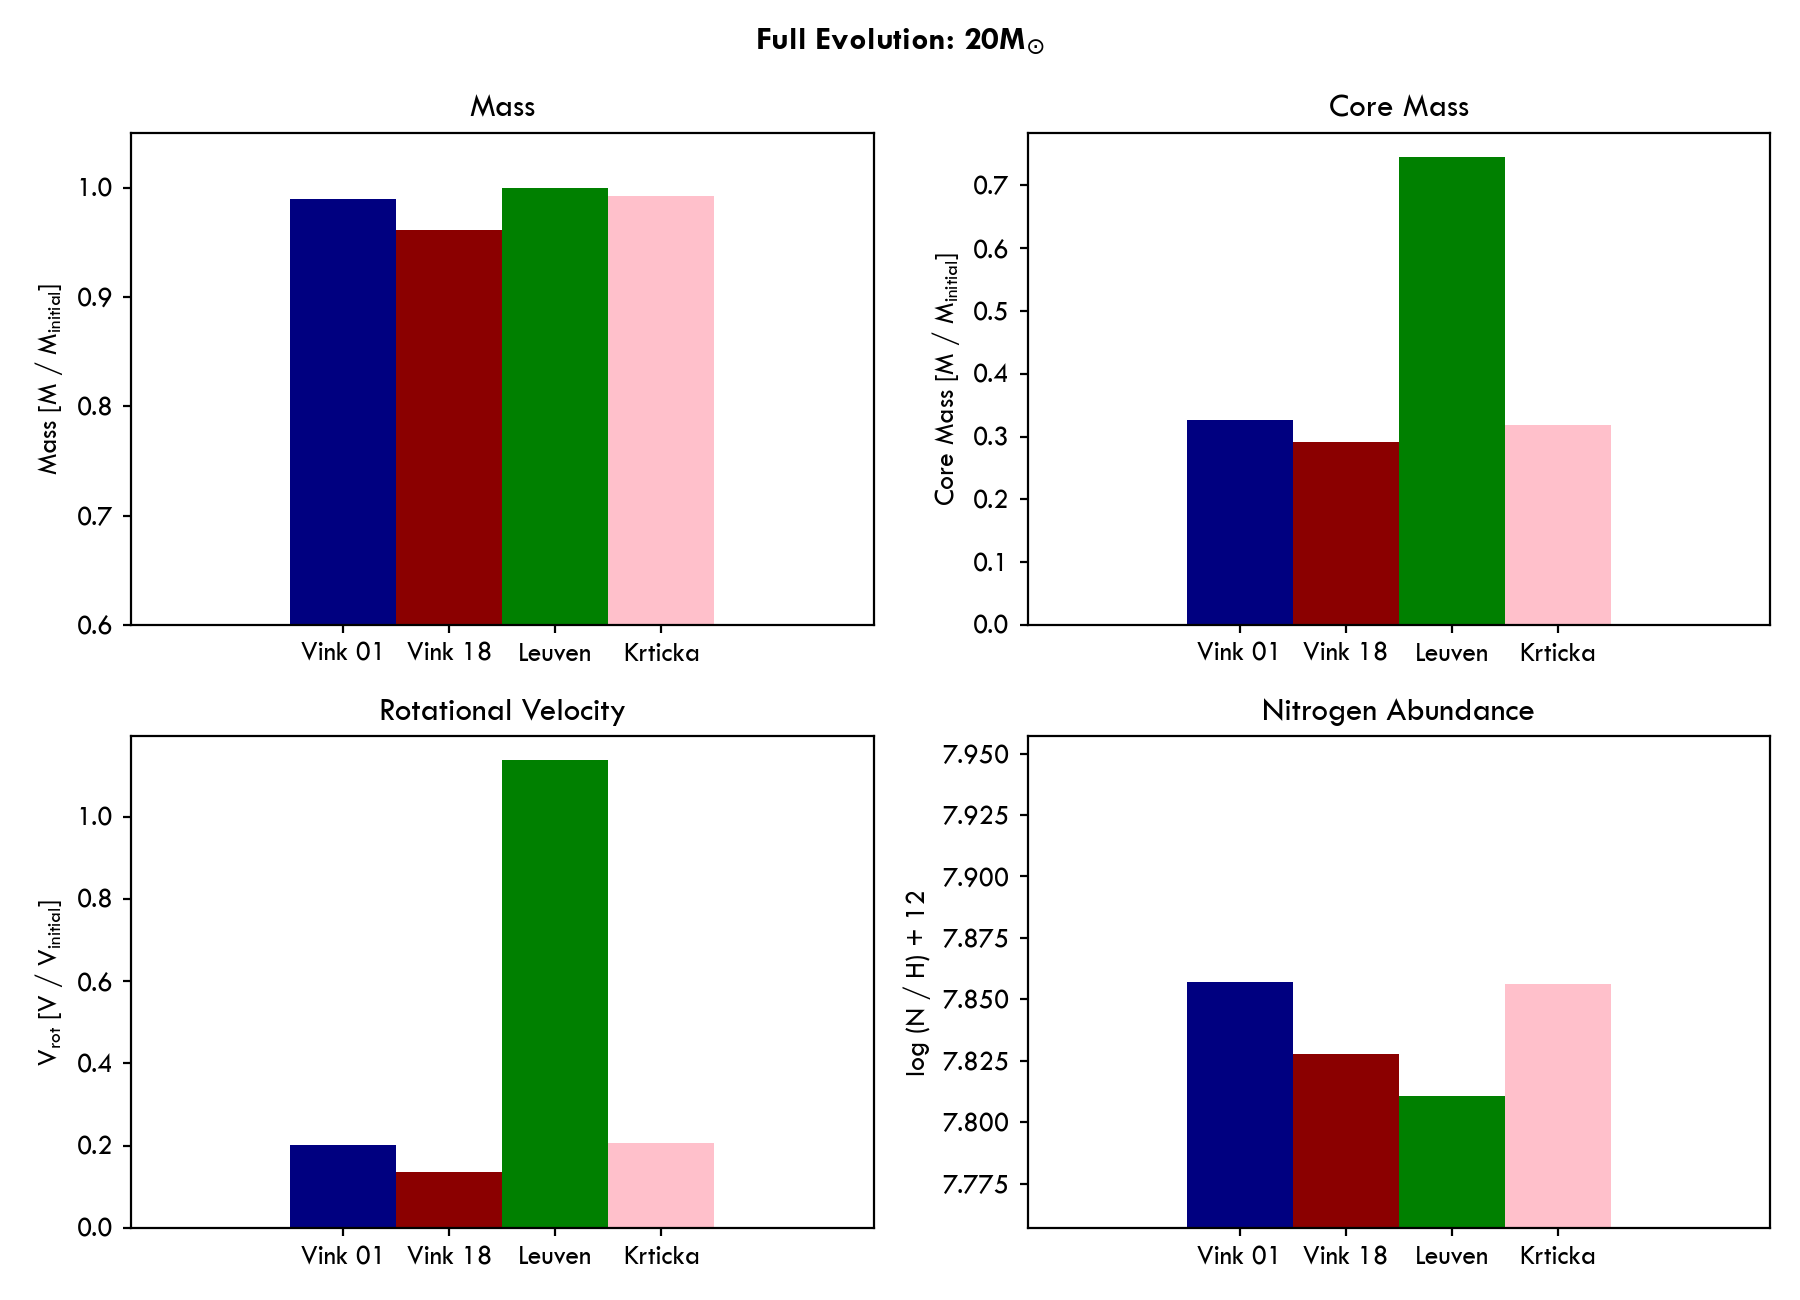 Full Evolution: 20M⊙
Mass
Mass [M / Minitial]
1.0
0.9
0.8
0.7
0.6
Vink 01 Vink 18 Leuven Krticka
Core Mass
Core Mass [M / Minitial]
0.7
0.6
0.5
0.4
0.3
0.2
0.1
0.0
Vink 01 Vink 18 Leuven Krticka
Rotational Velocity
Vrot [V / Vinitial]
1.0
0.8
0.6
0.4
0.2
0.0
Vink 01 Vink 18 Leuven Krticka
Nitrogen Abundance
log (N / H) + 12
7.950
7.925
7.900
7.875
7.850
7.825
7.800
7.775
Vink 01 Vink 18 Leuven Krticka